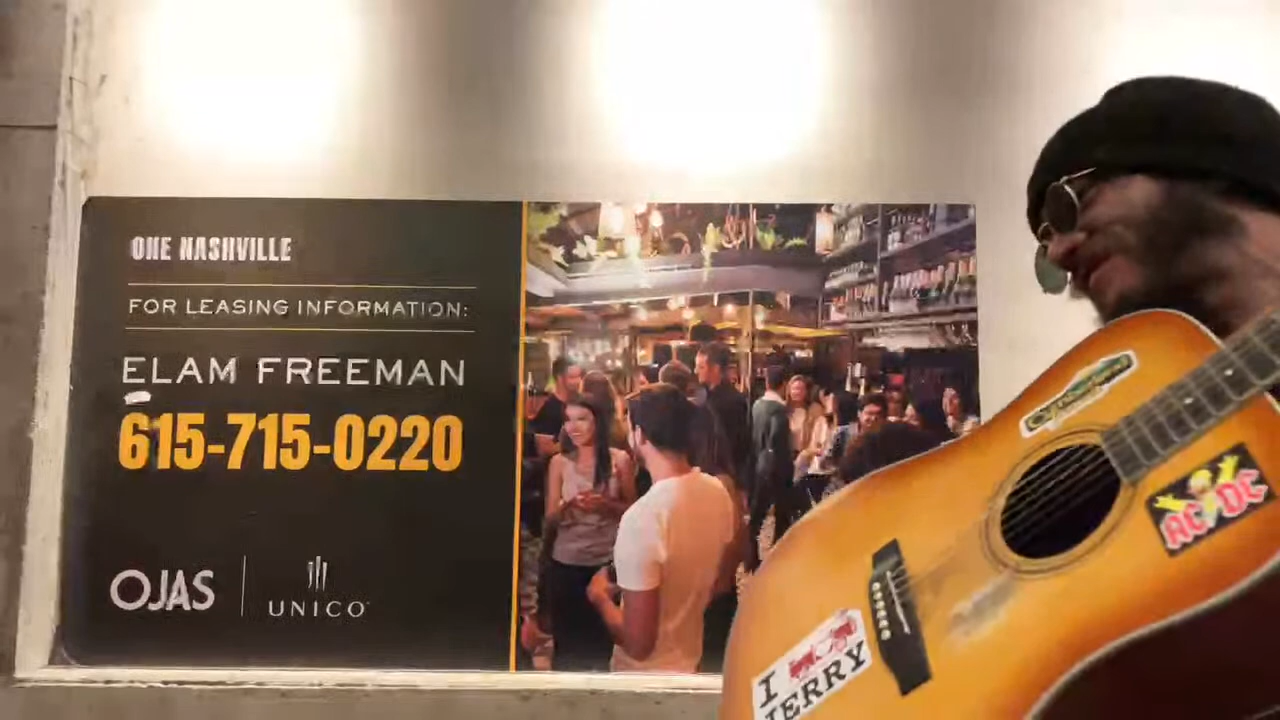 ONE NASHVILLE
FOR LEASING INFORMATION:
ELAM FREEMAN
615-715-0220
OJAS
UNICO
AC DC
I
JERRY